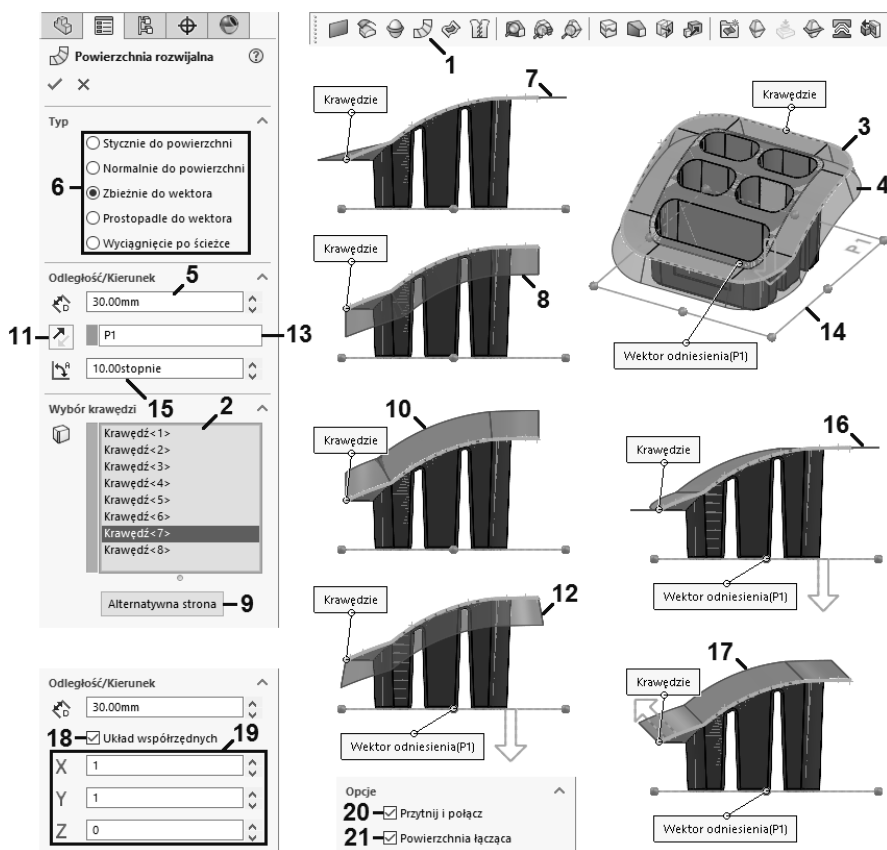 Powierzchnia rozwijalna
Typ
Stycznie do powierzchni
Normalnie do powierzchni
Zbieżnie do wektora
Prostopadle do wektora
Wyciągnięcie po ścieżce
6
Odległość/Kierunek
5
30.00mm
11
P1
13
10.00stopnie
15
Wybór krawędzi
2
Krawędź<1>
Krawędź<2>
Krawędź<3>
Krawędź<4>
Krawędź<5>
Krawędź<6>
Krawędź<7>
Krawędź<8>
Alternatywna strona
9
Odległość/Kierunek
30.00mm
18
Układ współrzędnych
19
X
1
Y
1
Z
0
1
Krawędzie
7
Krawędzie
8
10
Krawędzie
Krawędzie
12
Wektor odniesienia(P1)
Opcje
20
Przytnij i połącz
21
Powierzchnia łącząca
Krawędzie
3
4
P1
14
Wektor odniesienia(P1)
16
Krawędzie
Wektor odniesienia(P1)
17
Krawędzie
Wektor odniesienia(P1)